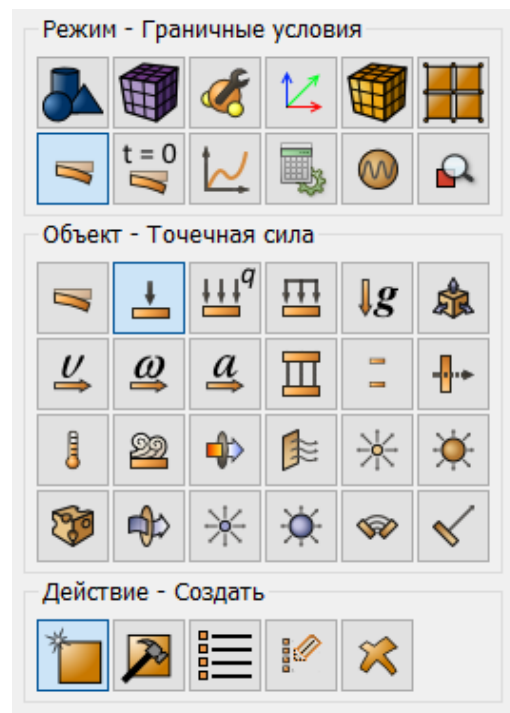 Режим - Граничные условия
t = 0
Объект - Точечная сила
q
g
υ ω a
Действие - Создать